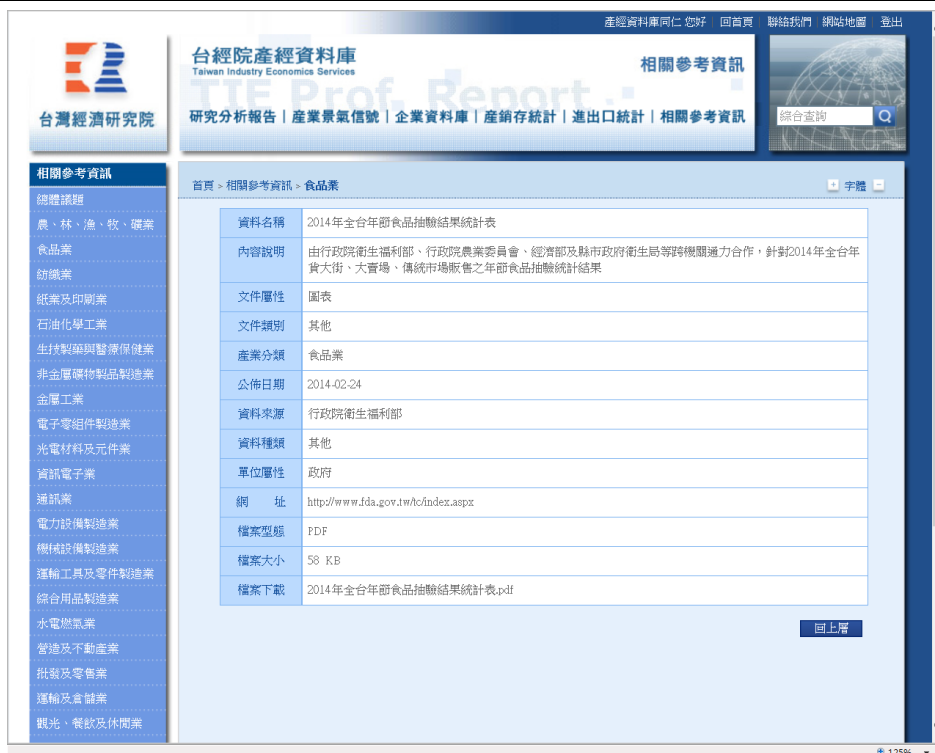 產經資料庫同仁 您好 | 回首頁 | 聯絡我們 | 網站地圖 | 登出
台灣經濟研究院
台經院產經資料庫
Taiwan Industry Economics Services
相關參考資訊
TIE Prof. Report
研究分析報告 | 產業景氣信號 | 企業資料庫 | 產銷存統計 | 進出口統計 | 相關參考資訊
綜合查詢
相關參考資訊
總體議題
農、林、漁、牧、礦業
食品業
紡織業
紙業及印刷業
石油化學工業
生技製藥與醫療保健業
非金屬礦物製品製造業
金屬工業
電子零組件製造業
光電材料及元件業
資訊電子業
通訊業
電力設備製造業
機械設備製造業
運輸工具及零件製造業
綜合用品製造業
水電燃氣業
營造及不動產業
批發及零售業
運輸及倉儲業
觀光、餐飲及休閒業
首頁 > 相關參考資訊 > 食品業
+ 字體 -
資料名稱 2014年全台年節食品抽驗結果統計表
內容說明 由行政院衛生福利部、行政院農業委員會、經濟部及縣市政府衛生局等跨機關通力合作，針對2014年全台年
貨大街、大賣場、傳統市場販售之年節食品抽驗統計結果
文件屬性 圖表
文件類別 其他
產業分類 食品業
公佈日期 2014-02-24
資料來源 行政院衛生福利部
資料種類 其他
單位屬性 政府
網 址 http://www.fda.gov.tw/tc/index.aspx
檔案型態 PDF
檔案大小 58 KB
檔案下載 2014年全台年節食品抽驗結果統計表.pdf
回上層
125%